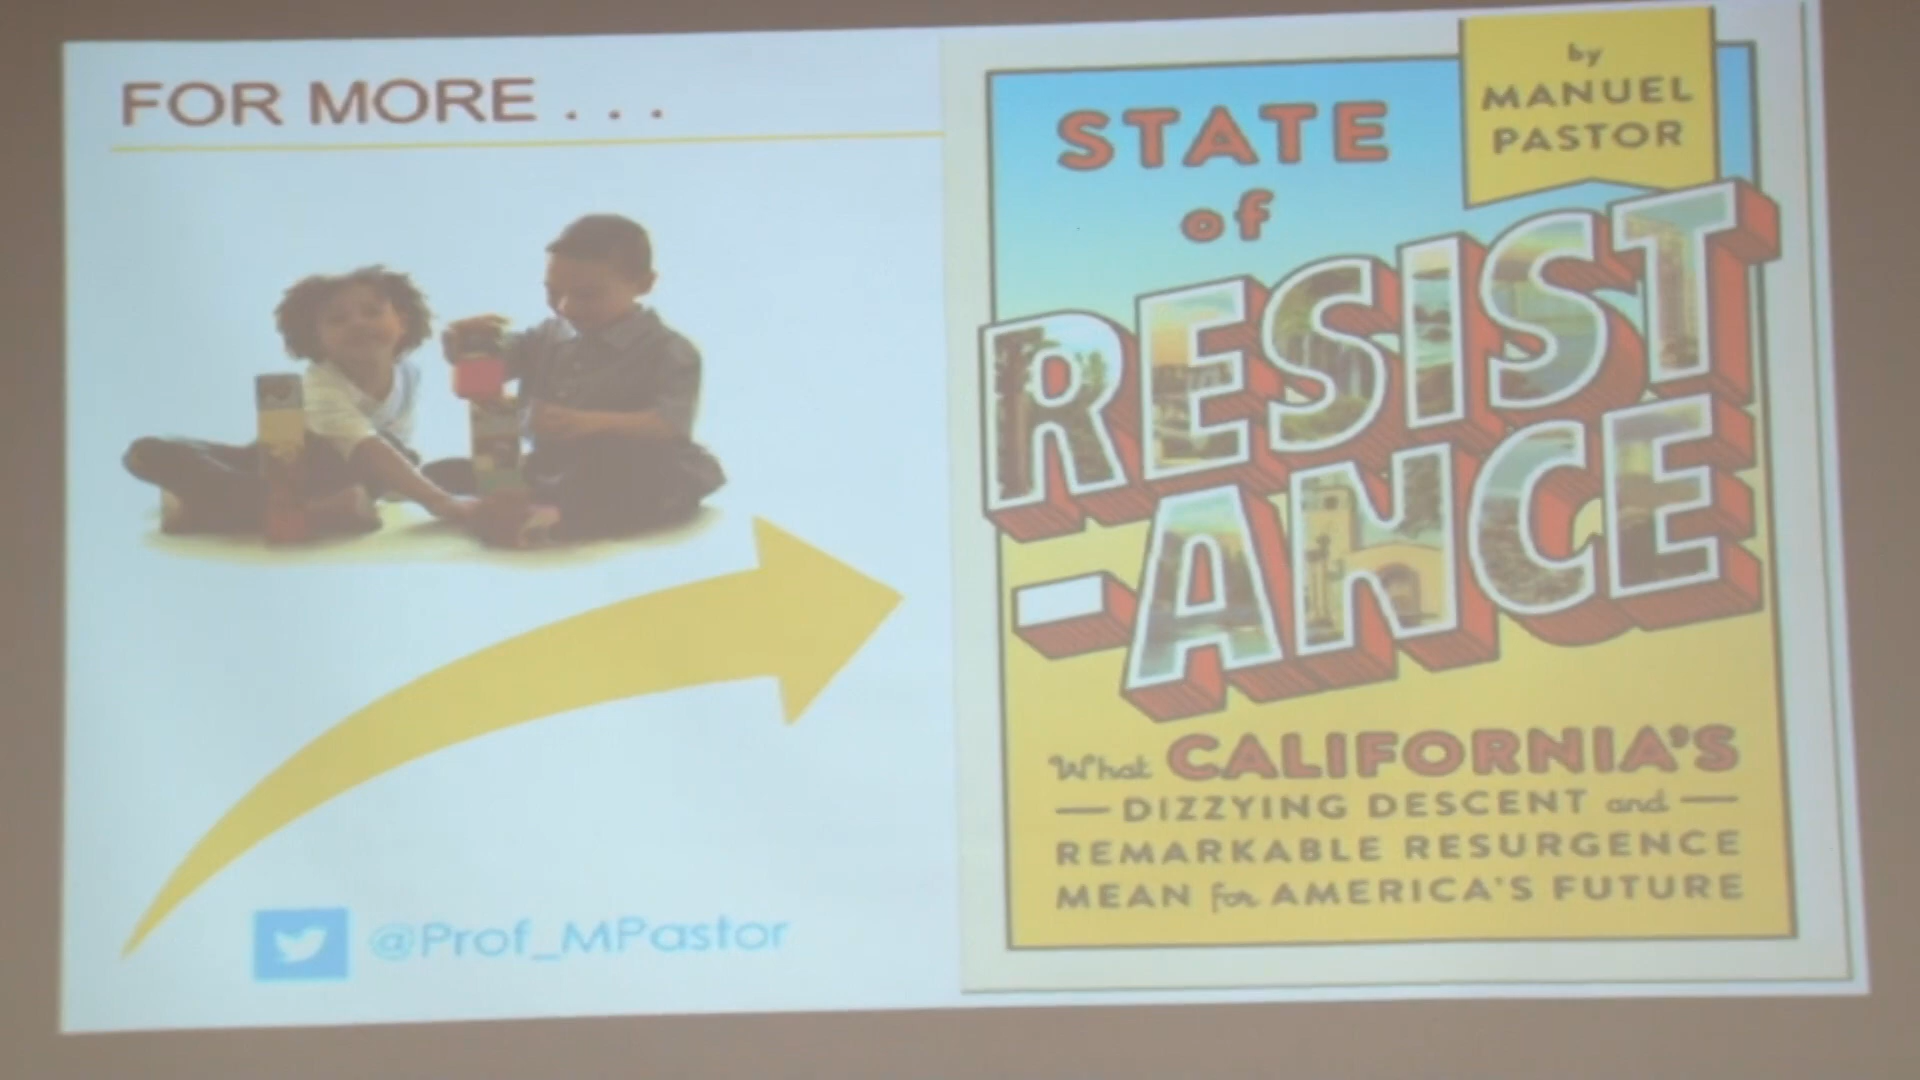 FOR MORE . . .
@Prof_MPastor
by
MANUEL
PASTOR
STATE
of
RESIST
-ANCE
What CALIFORNIA'S
— DIZZYING DESCENT and —
REMARKABLE RESURGENCE
MEAN for AMERICA'S FUTURE